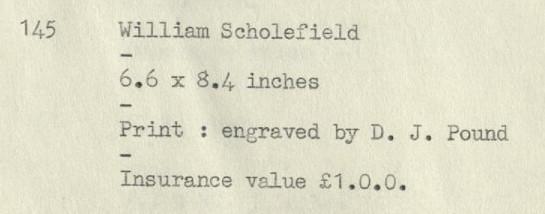 145 William Scholefield
–
6.6 x 8.4 inches
–
Print : engraved by D. J. Pound
–
Insurance value £1.0.0.